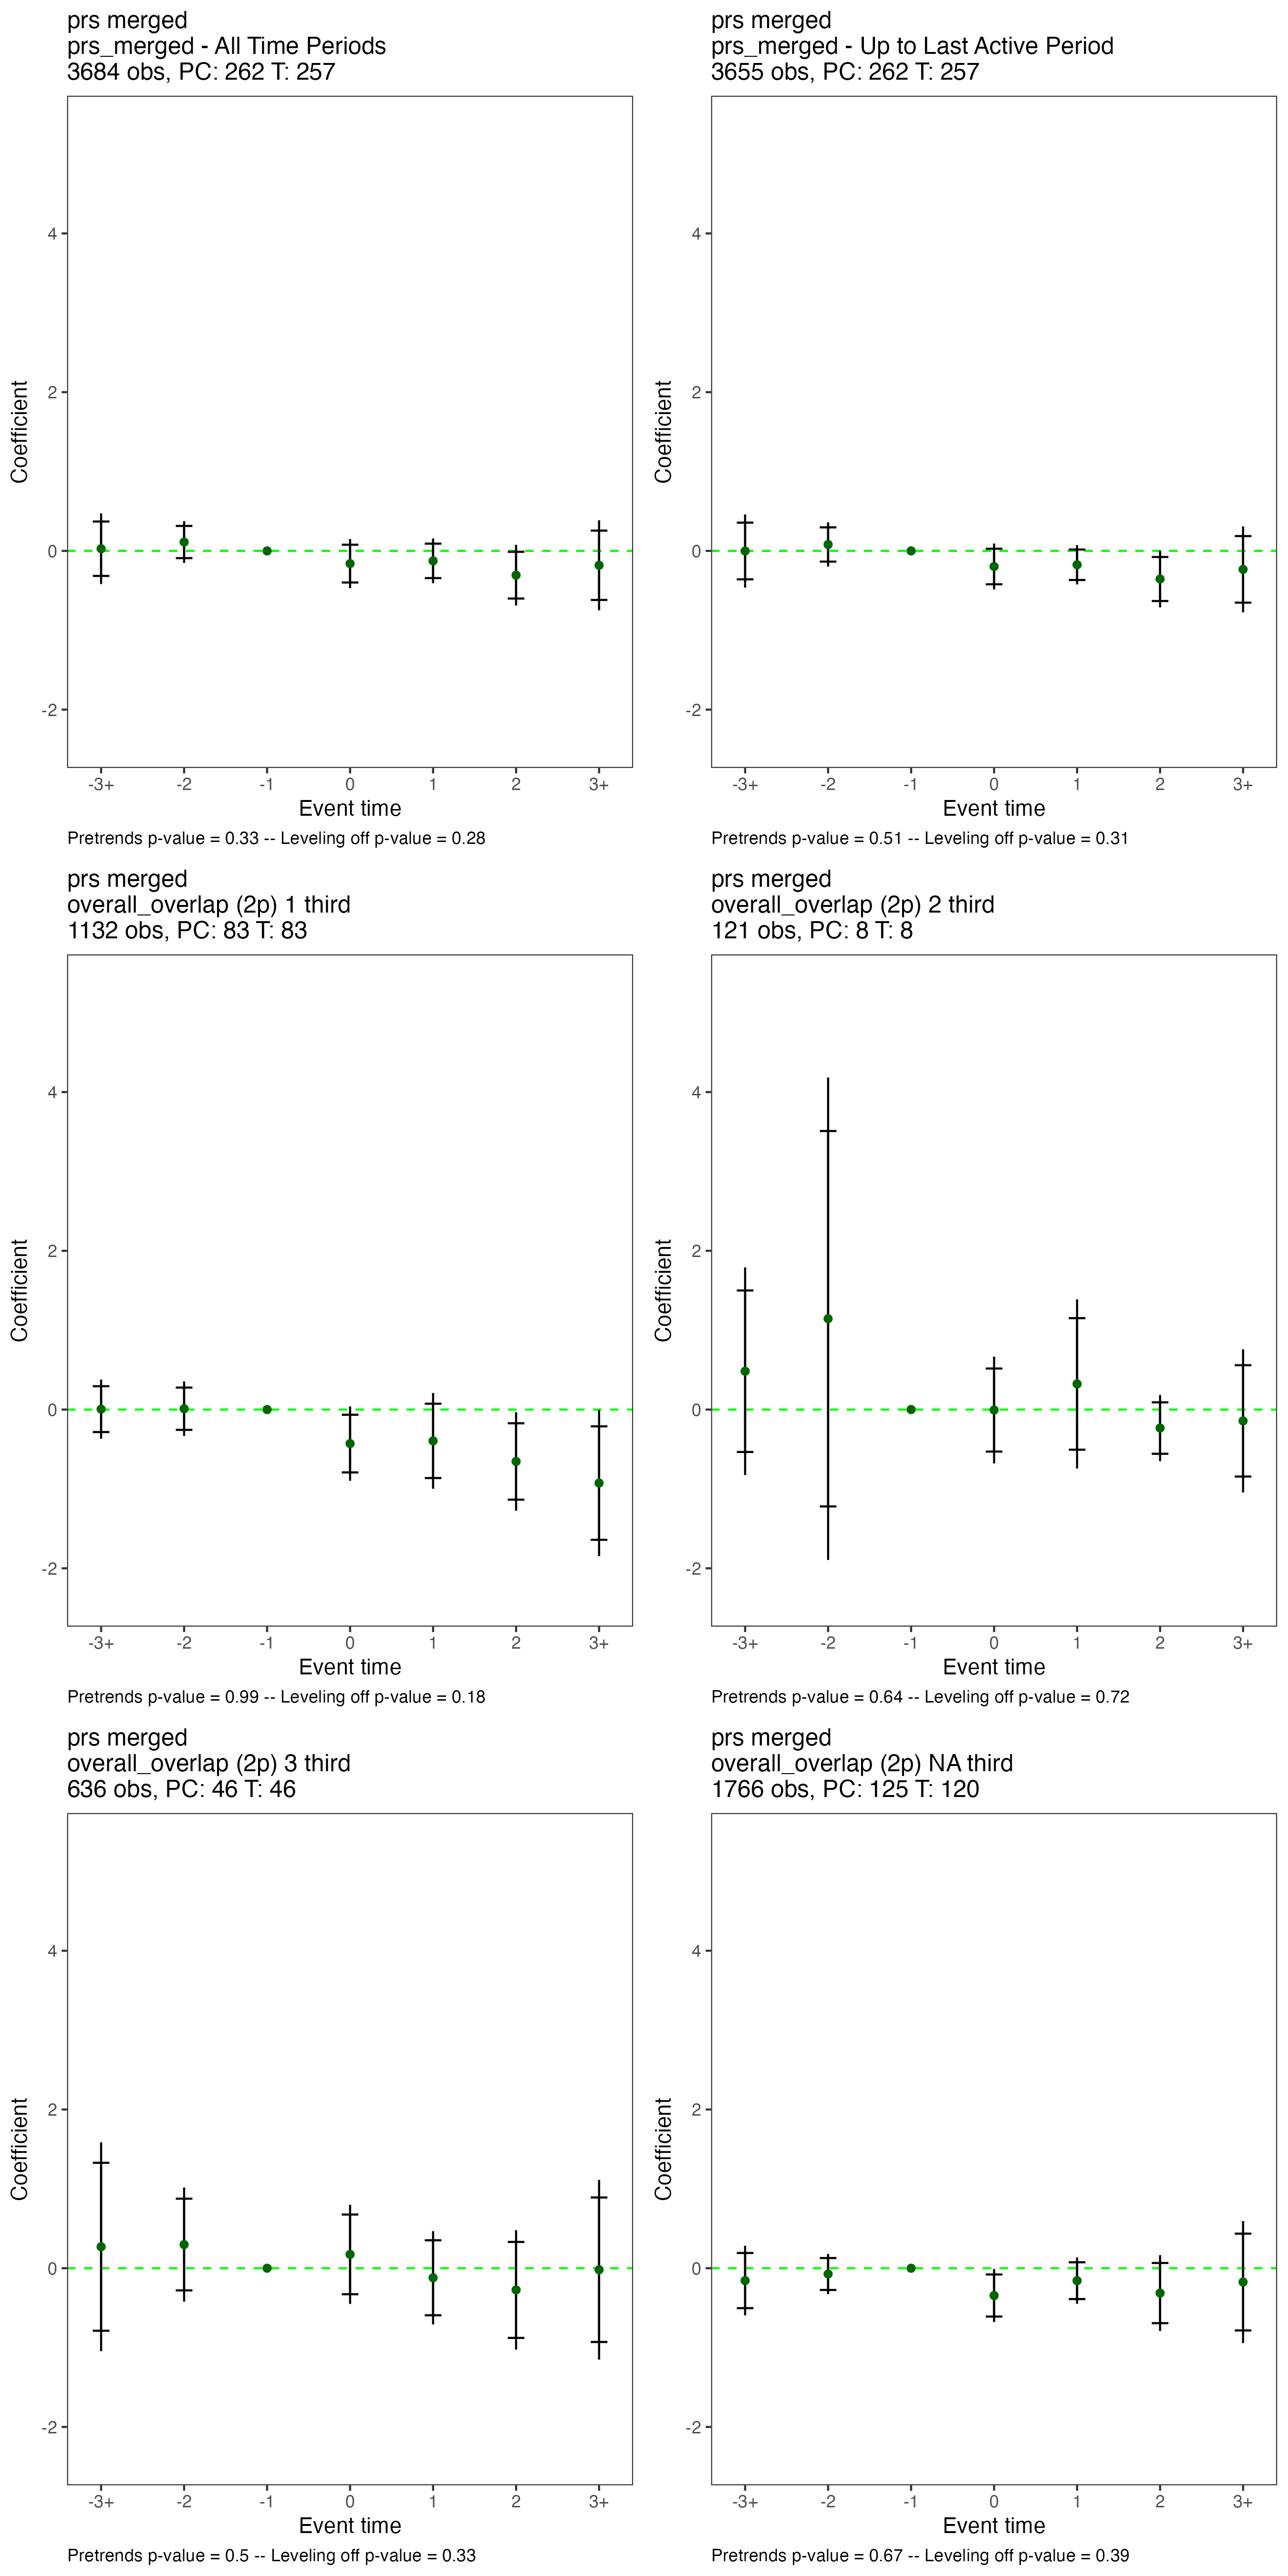 prs merged
prs_merged - All Time Periods
3684 obs, PC: 262 T: 257
Coefficient
4
2
0
-2
-3+ -2 -1 0 1 2 3+
Event time
Pretrends p-value = 0.33 -- Leveling off p-value = 0.28
prs merged
prs_merged - Up to Last Active Period
3655 obs, PC: 262 T: 257
Coefficient
4
2
0
-2
-3+ -2 -1 0 1 2 3+
Event time
Pretrends p-value = 0.51 -- Leveling off p-value = 0.31
prs merged
overall_overlap (2p) 1 third
1132 obs, PC: 83 T: 83
Coefficient
4
2
0
-2
-3+ -2 -1 0 1 2 3+
Event time
Pretrends p-value = 0.99 -- Leveling off p-value = 0.18
prs merged
overall_overlap (2p) 2 third
121 obs, PC: 8 T: 8
Coefficient
4
2
0
-2
-3+ -2 -1 0 1 2 3+
Event time
Pretrends p-value = 0.64 -- Leveling off p-value = 0.72
prs merged
overall_overlap (2p) 3 third
636 obs, PC: 46 T: 46
Coefficient
4
2
0
-2
-3+ -2 -1 0 1 2 3+
Event time
Pretrends p-value = 0.5 -- Leveling off p-value = 0.33
prs merged
overall_overlap (2p) NA third
1766 obs, PC: 125 T: 120
Coefficient
4
2
0
-2
-3+ -2 -1 0 1 2 3+
Event time
Pretrends p-value = 0.67 -- Leveling off p-value = 0.39